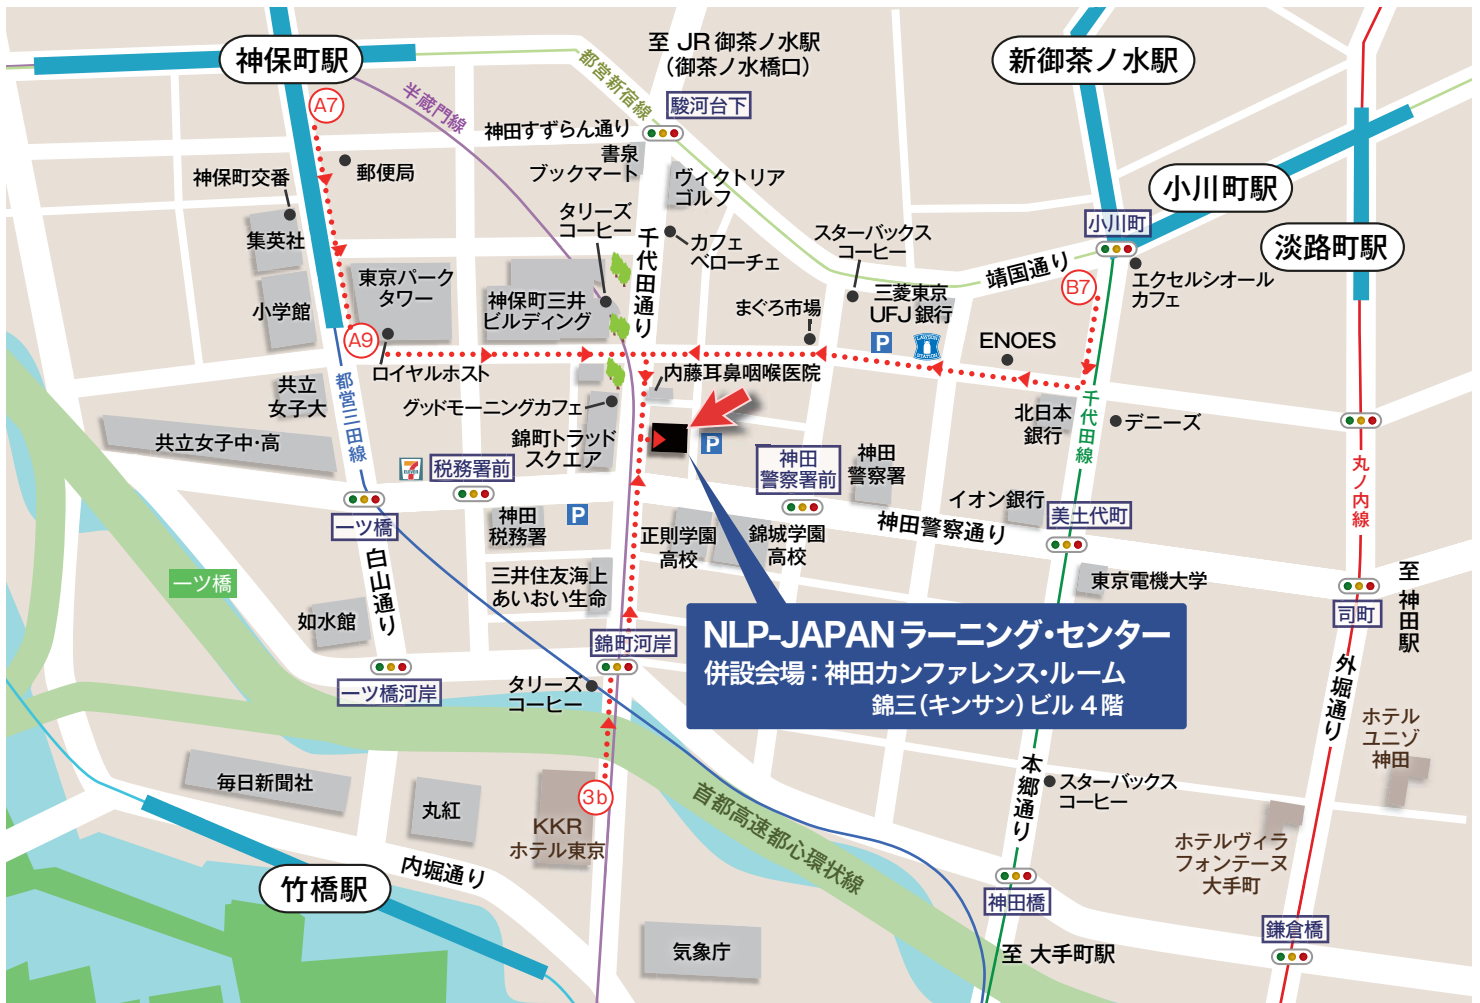 神保町駅
至 JR 御茶ノ水駅
（御茶ノ水橋口）
新御茶ノ水駅
都営新宿線
半蔵門線
A7
駿河台下
神田すずらん通り
書泉
ブックマート
郵便局
神保町交番
ヴィクトリア
ゴルフ
小川町駅
タリーズ
コーヒー
カフェ
ベローチェ
千代田通り
スターバックス
コーヒー
小川町
淡路町駅
集英社
靖国通り
東京パーク
タワー
小学館
神保町三井
ビルディング
まぐろ市場
三菱東京
UFJ 銀行
B7
エクセルシオール
カフェ
A9
P
LAWSON
STATION
ENOES
ロイヤルホスト
内藤耳鼻咽喉医院
共立
女子大
都営三田線
グッドモーニングカフェ
北日本
銀行
千代田線
デニーズ
共立女子中・高
錦町トラッド
スクエア
P
7
ELEVEN
税務署前
神田
警察署前
神田
警察署
丸ノ内線
一ツ橋
神田
税務署
P
正則学園
高校
錦城学園
高校
イオン銀行
美土代町
神田警察通り
白山通り
一ツ橋
三井住友海上
あいおい生命
東京電機大学
至 神田駅
司町
如水館
錦町河岸
NLP-JAPAN ラーニング・センター
併設会場：神田カンファレンス・ルーム
錦三（キンサン）ビル 4 階
外堀通り
一ツ橋河岸
タリーズ
コーヒー
ホテル
ユニゾ
神田
毎日新聞社
丸紅
3b
KKR
ホテル東京
首都高速都心環状線
本郷通り
スターバックス
コーヒー
ホテルヴィラ
フォンテーヌ
大手町
内堀通り
竹橋駅
神田橋
鎌倉橋
気象庁
至 大手町駅